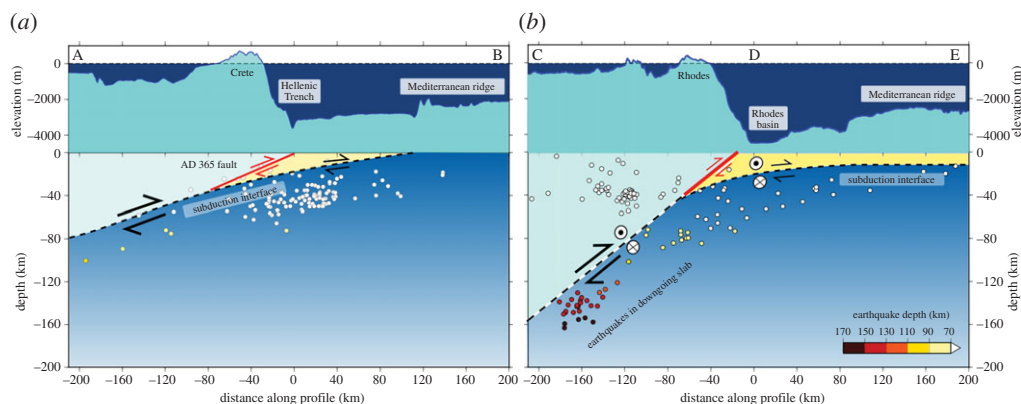 (a)
(b)
A
B
C
D
E
elevation (m)
0
−2000
−4000
Crete
Hellenic
Trench
Mediterranean ridge
Rhodes
Rhodes
basin
Mediterranean ridge
0
−2000
−4000
elevation (m)
depth (km)
0
−40
−80
−120
−160
−200
AD 365 fault
subduction interface
−200 −160 −120 −80 −40 0 40 80 120 160 200
distance along profile (km)
subduction interface
earthquakes in downgoing slab
earthquake depth (km)
170 150 130 110 90 70
0
−40
−80
−120
−160
−200
depth (km)
−200 −160 −120 −80 −40 0 40 80 120 160 200
distance along profile (km)